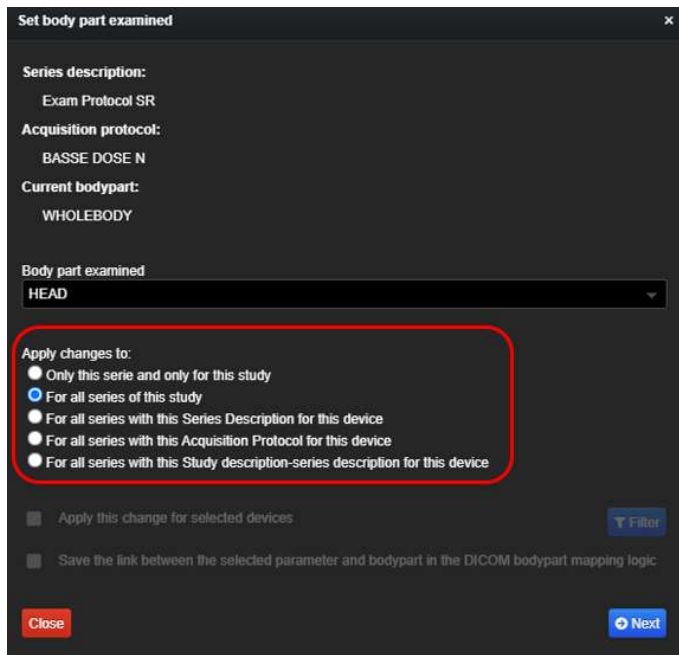 Set body part examined ×
Series description:
Exam Protocol SR
Acquisition protocol:
BASSE DOSE N
Current bodypart:
WHOLEBODY
Body part examined
HEAD
Apply changes to:
Only this serie and only for this study
For all series of this study
For all series with this Series Description for this device
For all series with this Acquisition Protocol for this device
For all series with this Study description-series description for this device
Apply this change for selected devices
Filter
Save the link between the selected parameter and bodypart in the DICOM bodypart mapping logic
Close
Next